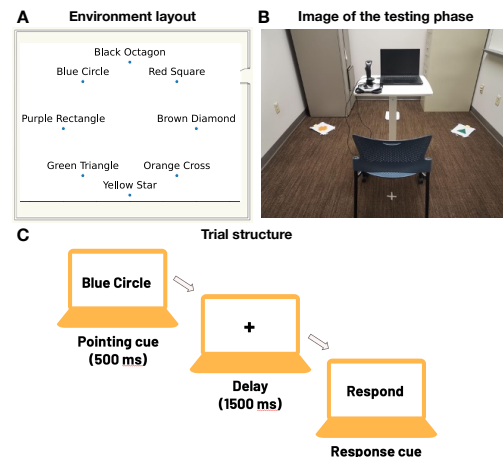 A Environment layout
Black Octagon
Blue Circle Red Square
Purple Rectangle Brown Diamond
Green Triangle Orange Cross
Yellow Star
B Image of the testing phase
C Trial structure
Blue Circle
Pointing cue
(500 ms)
+
Delay
(1500 ms)
Respond
Response cue